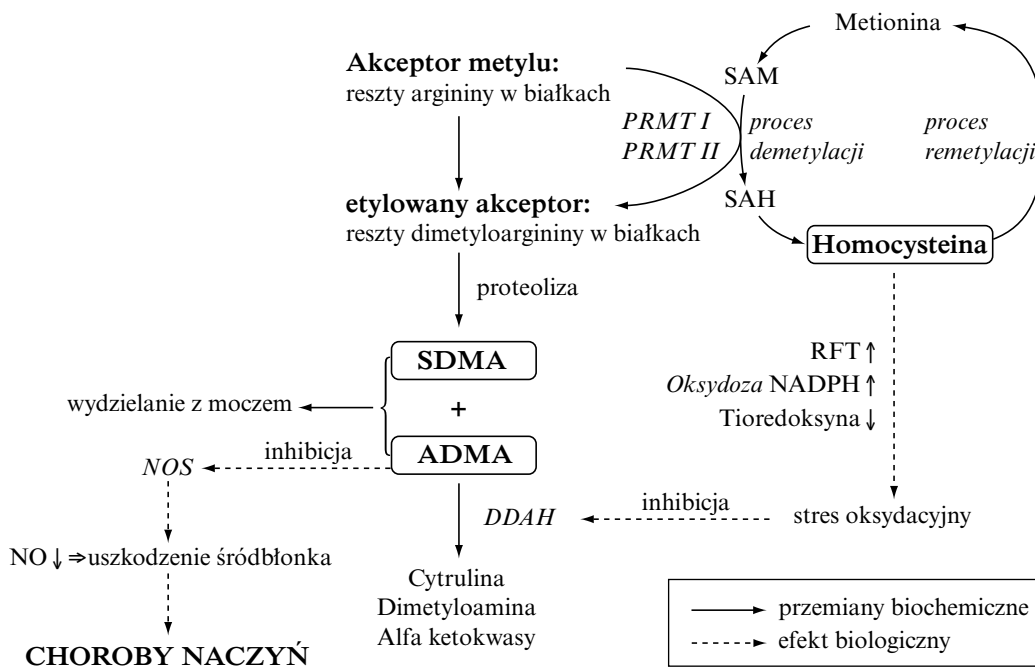 Metionina
Akceptor metylu:
reszty argininy w białkach
SAM
PRMT I
PRMT II
proces
demetylacji
proces
remetylacji
etylowany akceptor:
reszty dimetyloargininy w białkach
SAH
Homocysteina
proteoliza
SDMA
+
ADMA
wydzielanie z moczem
RFT ↑
Oksydoza NADPH ↑
Tioredoksyna ↓
NOS
inhibicja
DDAH
inhibicja
stres oksydacyjny
NO ↓ ⇒uszkodzenie śródbłonka
Cytrulina
Dimetyloamina
Alfa ketokwasy
CHOROBY NACZYŃ
przemiany biochemiczne
efekt biologiczny